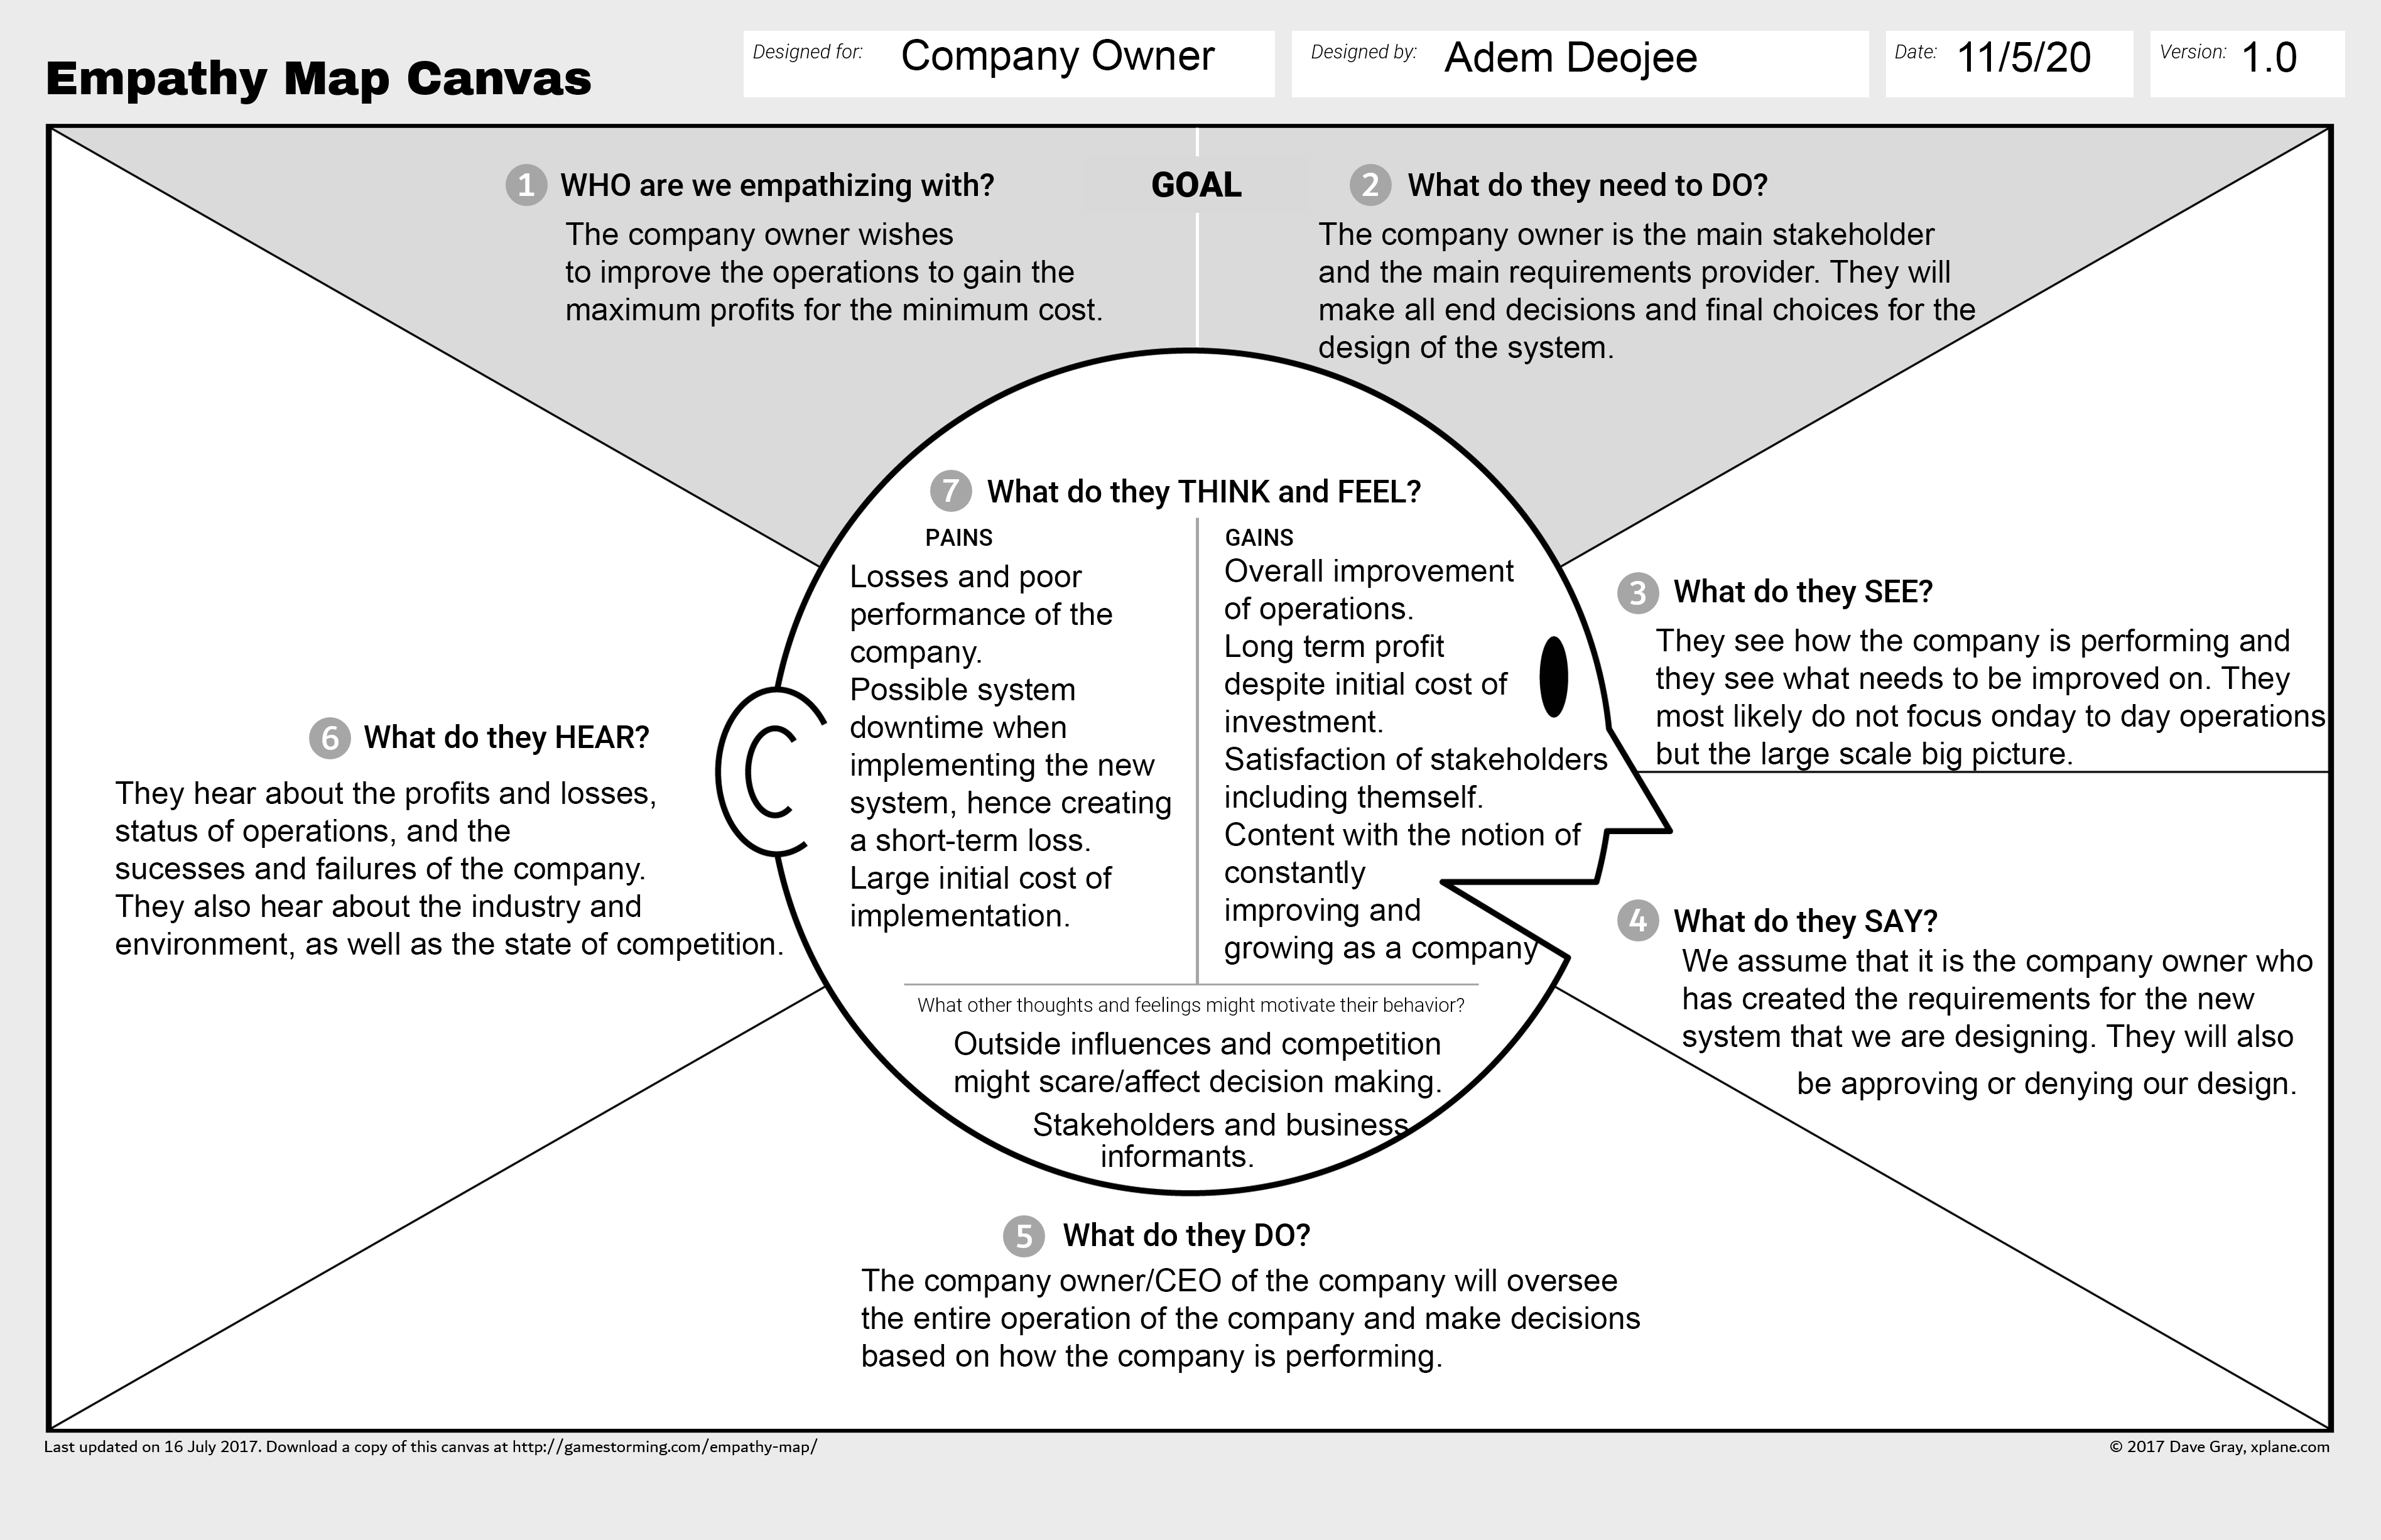 Empathy Map Canvas
Designed for: Company Owner
Designed by: Adem Deojee
Date: 11/5/20
Version: 1.0
GOAL
1 WHO are we empathizing with?
The company owner wishes
to improve the operations to gain the
maximum profits for the minimum cost.
2 What do they need to DO?
The company owner is the main stakeholder
and the main requirements provider. They will
make all end decisions and final choices for the
design of the system.
3 What do they SEE?
They see how the company is performing and
they see what needs to be improved on. They
most likely do not focus onday to day operations
but the large scale big picture.
4 What do they SAY?
We assume that it is the company owner who
has created the requirements for the new
system that we are designing. They will also
be approving or denying our design.
5 What do they DO?
The company owner/CEO of the company will oversee
the entire operation of the company and make decisions
based on how the company is performing.
6 What do they HEAR?
They hear about the profits and losses,
status of operations, and the
sucesses and failures of the company.
They also hear about the industry and
environment, as well as the state of competition.
7 What do they THINK and FEEL?
PAINS
Losses and poor
performance of the
company.
Possible system
downtime when
implementing the new
system, hence creating
a short-term loss.
Large initial cost of
implementation.
GAINS
Overall improvement
of operations.
Long term profit
despite initial cost of
investment.
Satisfaction of stakeholders
including themself.
Content with the notion of
constantly
improving and
growing as a company
What other thoughts and feelings might motivate their behavior?
Outside influences and competition
might scare/affect decision making.
Stakeholders and business
informants.
Last updated on 16 July 2017. Download a copy of this canvas at http://gamestorming.com/empathy-map/
© 2017 Dave Gray, xplane.com